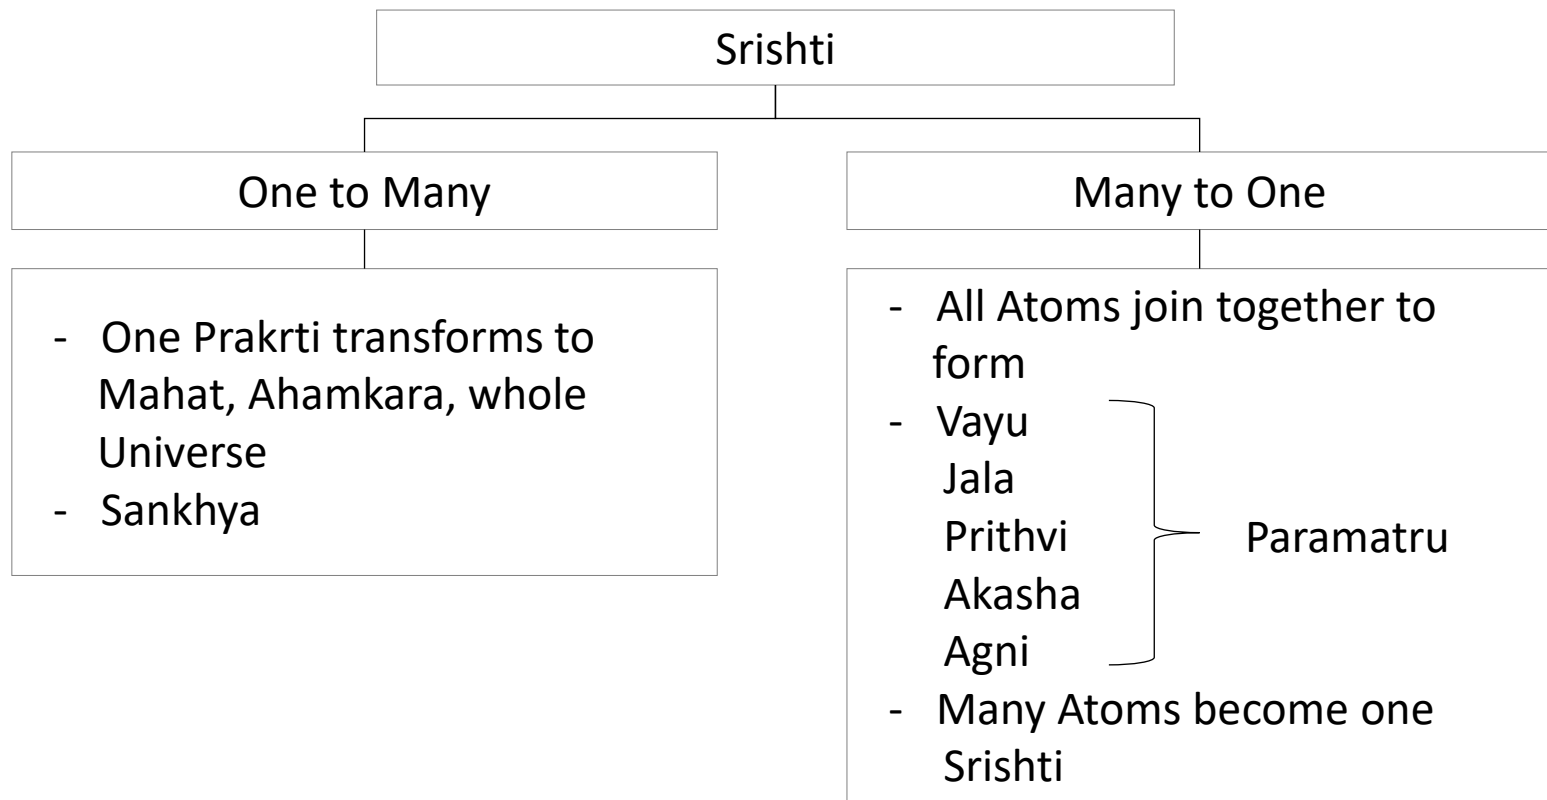 Srishti
One to Many
- One Prakrti transforms to
Mahat, Ahamkara, whole
Universe
- Sankhya
Many to One
- All Atoms join together to
form
- Vayu
Jala
Prithvi
Akasha
Agni
Paramatru
- Many Atoms become one
Srishti